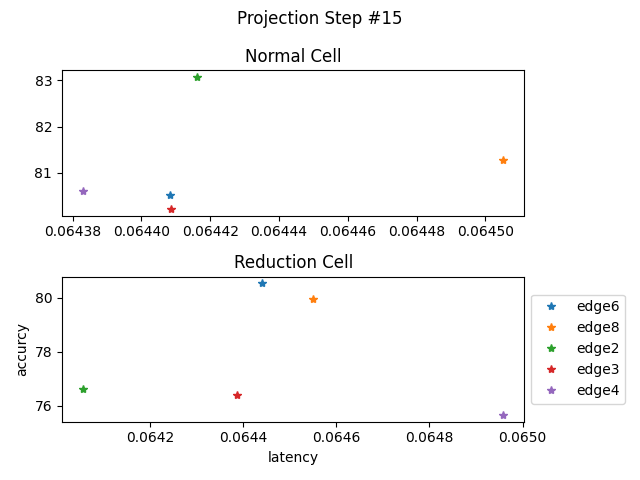 Projection Step #15
Normal Cell
83
82
81
0.06438 0.06440 0.06442 0.06444 0.06446 0.06448 0.06450
Reduction Cell
80
78
76
accurcy
0.0642 0.0644 0.0646 0.0648 0.0650
latency
edge6
edge8
edge2
edge3
edge4